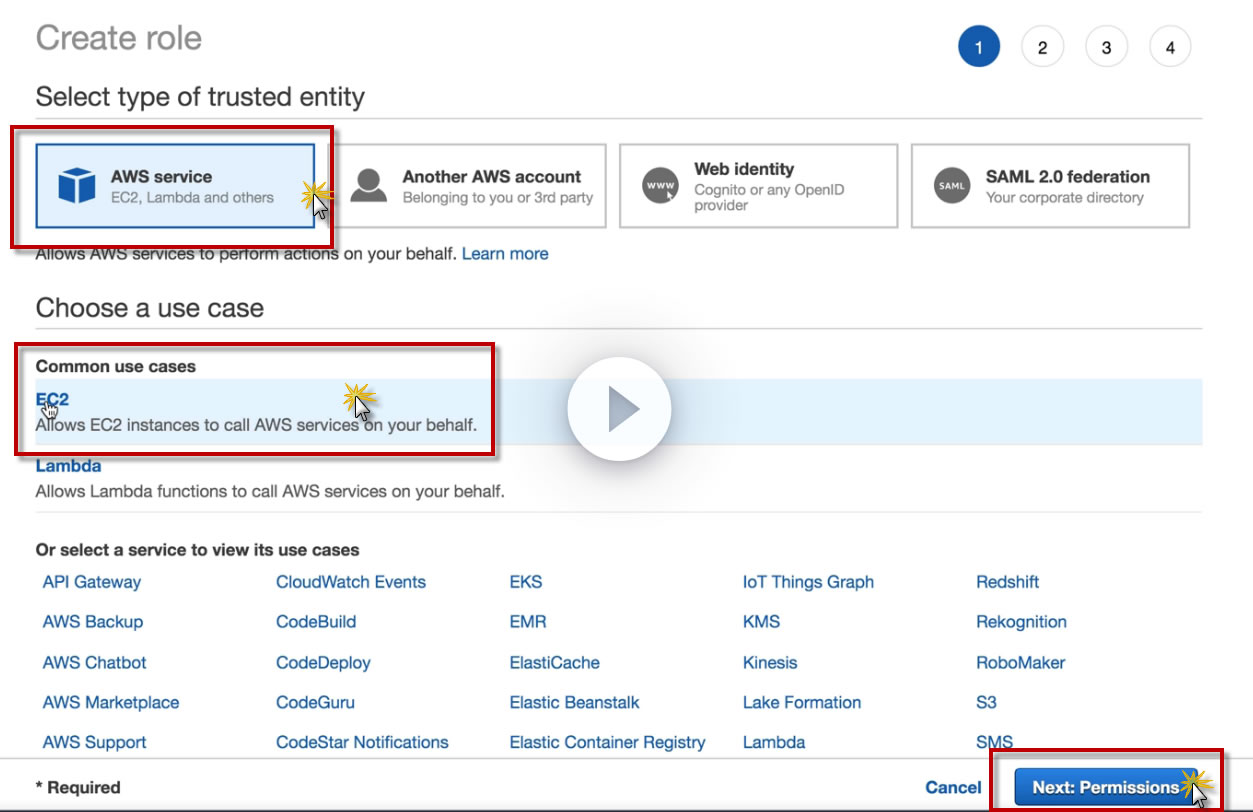 Create role
1 2 3 4
Select type of trusted entity
AWS service
EC2, Lambda and others
Another AWS account
Belonging to you or 3rd party
Web identity
Cognito or any OpenID
provider
SAML 2.0 federation
Your corporate directory
WWW
SAML
Allows AWS services to perform actions on your behalf. Learn more
Choose a use case
Common use cases
EC2
Allows EC2 instances to call AWS services on your behalf.
Lambda
Allows Lambda functions to call AWS services on your behalf.
Or select a service to view its use cases
API Gateway CloudWatch Events EKS IoT Things Graph Redshift
AWS Backup CodeBuild EMR KMS Rekognition
AWS Chatbot CodeDeploy ElastiCache Kinesis RoboMaker
AWS Marketplace CodeGuru Elastic Beanstalk Lake Formation S3
AWS Support CodeStar Notifications Elastic Container Registry Lambda SMS
* Required Cancel Next: Permissions